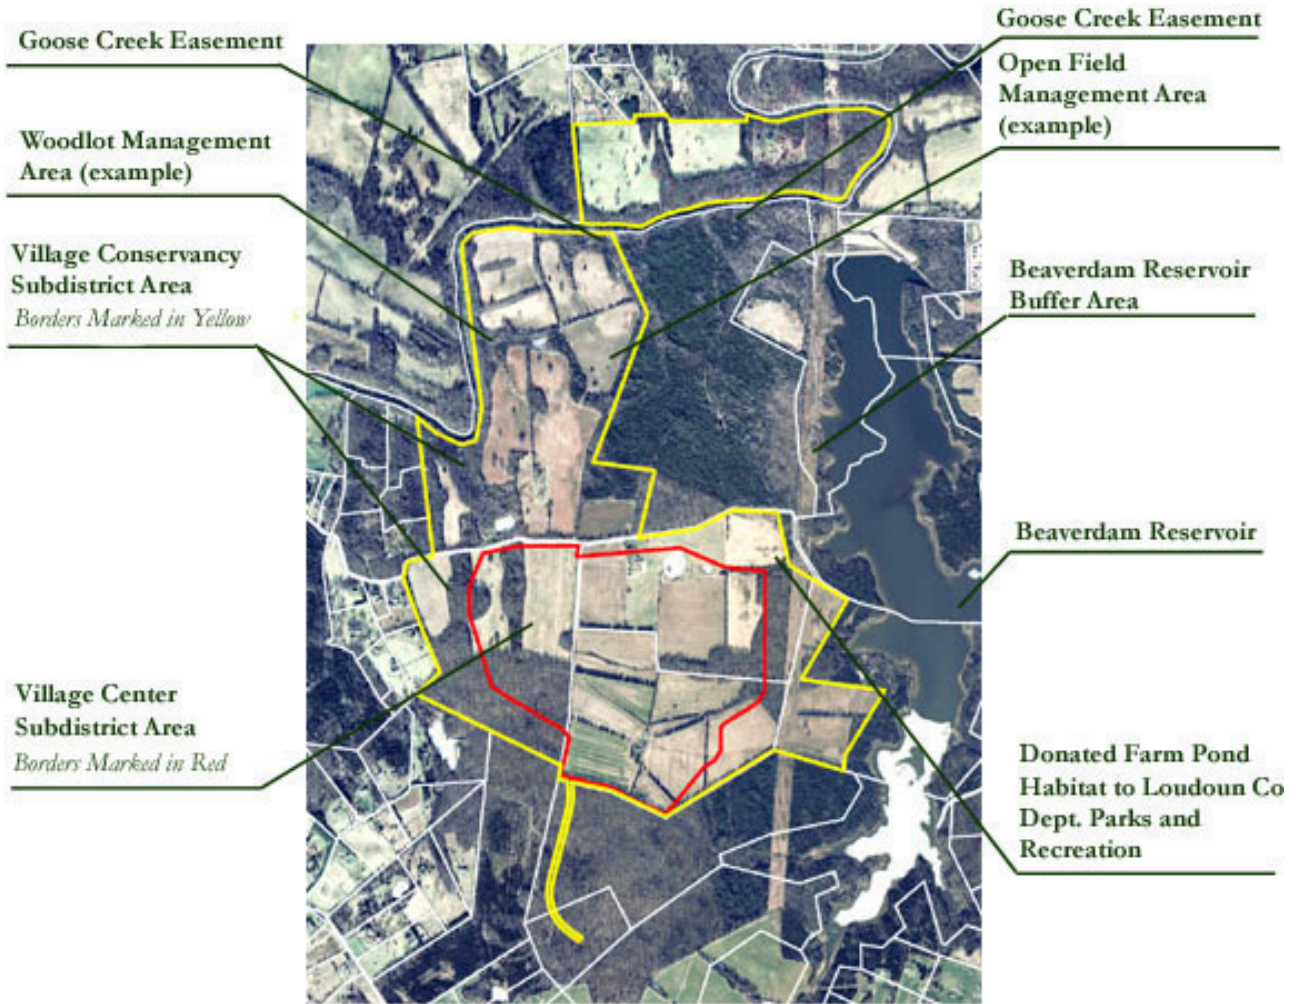 Goose Creek Easement
Woodlot Management
Area (example)
Village Conservancy
Subdistrict Area
Borders Marked in Yellow
Village Center
Subdistrict Area
Borders Marked in Red
Goose Creek Easement
Open Field
Management Area
(example)
Beaverdam Reservoir
Buffer Area
Beaverdam Reservoir
Donated Farm Pond
Habitat to Loudoun Co
Dept. Parks and
Recreation